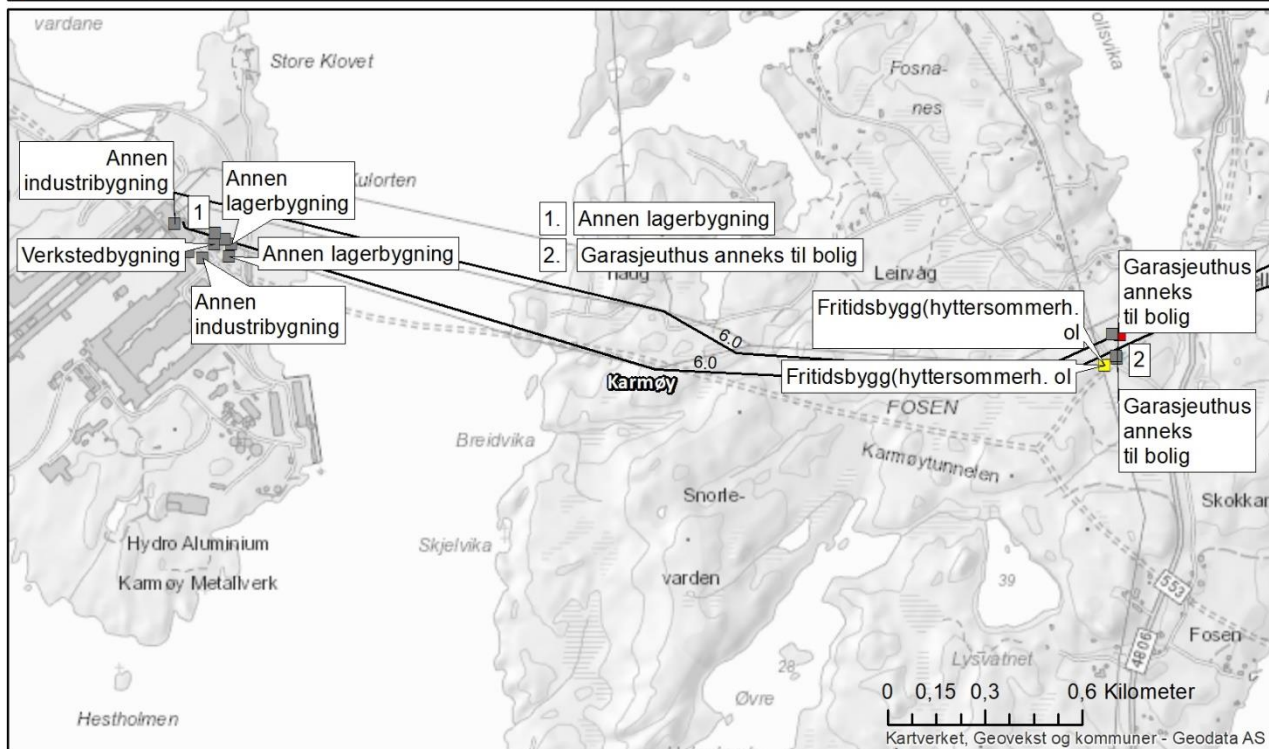 vardane
Store Klovet
ollsvika
Fosna-
nes
Annen
industribygning
Annen
lagerbygning
Kulorten
1
1. Annen lagerbygning
2. Garasjeuthus anneks til bolig
Verkstedbygning
Annen lagerbygning
haug
Leirvåg
Garasjeuthus
anneks
til bolig
Annen
industribygning
Fritidsbygg(hyttersommerh.
ol
6.0
6.0
2
Karmøy
Fritidsbygg(hyttersommerh. ol
FOSEN
Garasjeuthus
anneks
til bolig
Breidvika
Karmøytunnelen
Snorle-
varden
Skokkar
Hydro Aluminium
Karmøy Metallverk
Skjelvika
39
553
4806
Fosen
Lysvatnet
28
Øvre
0 0,15 0,3 0,6 Kilometer
Hestholmen
Kartverket, Geovekst og kommuner - Geodata AS